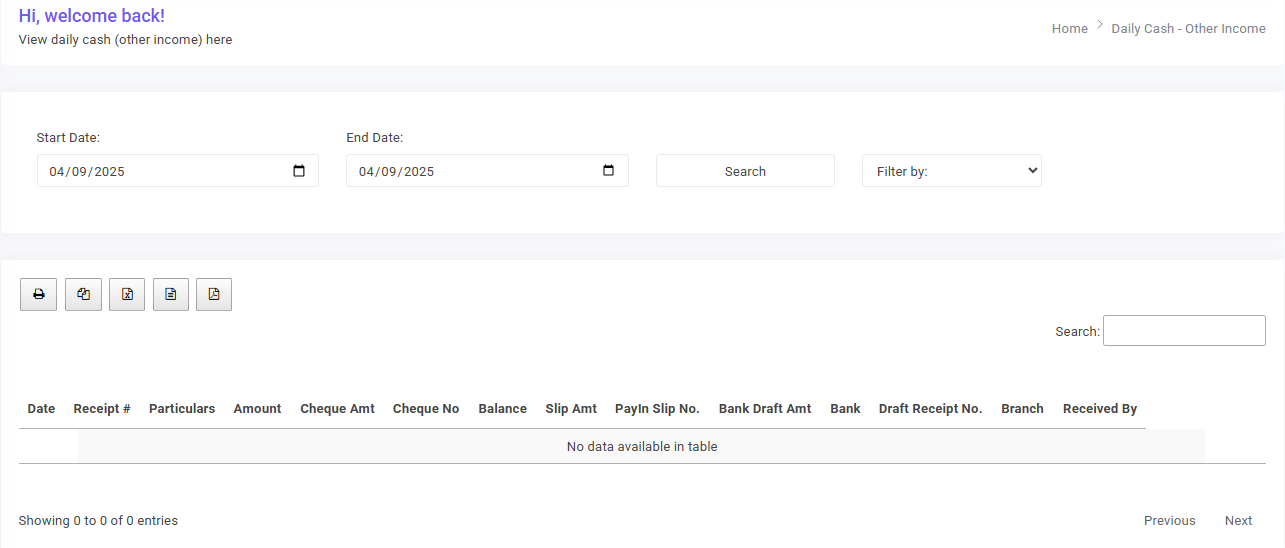 Hi, welcome back!
View daily cash (other income) here
Home > Daily Cash - Other Income
Start Date: End Date:
04/09/2025 04/09/2025 Search Filter by:
Search:
Date Receipt # Particulars Amount Cheque Amt Cheque No Balance Slip Amt PayIn Slip No. Bank Draft Amt Bank Draft Receipt No. Branch Received By
No data available in table
Showing 0 to 0 of 0 entries Previous Next